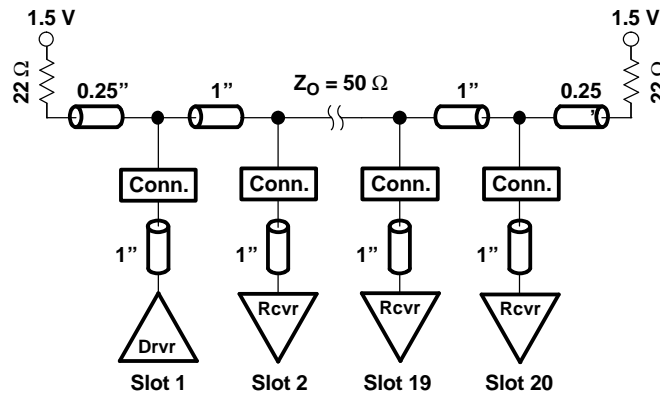 1.5 V 1.5 V
22 Ω 22 Ω
0.25” 1” Z_O = 50 Ω 1” 0.25
”
Conn. Conn. Conn. Conn.
1” 1” 1” 1”
Drvr Rcvr Rcvr Rcvr
Slot 1 Slot 2 Slot 19 Slot 20